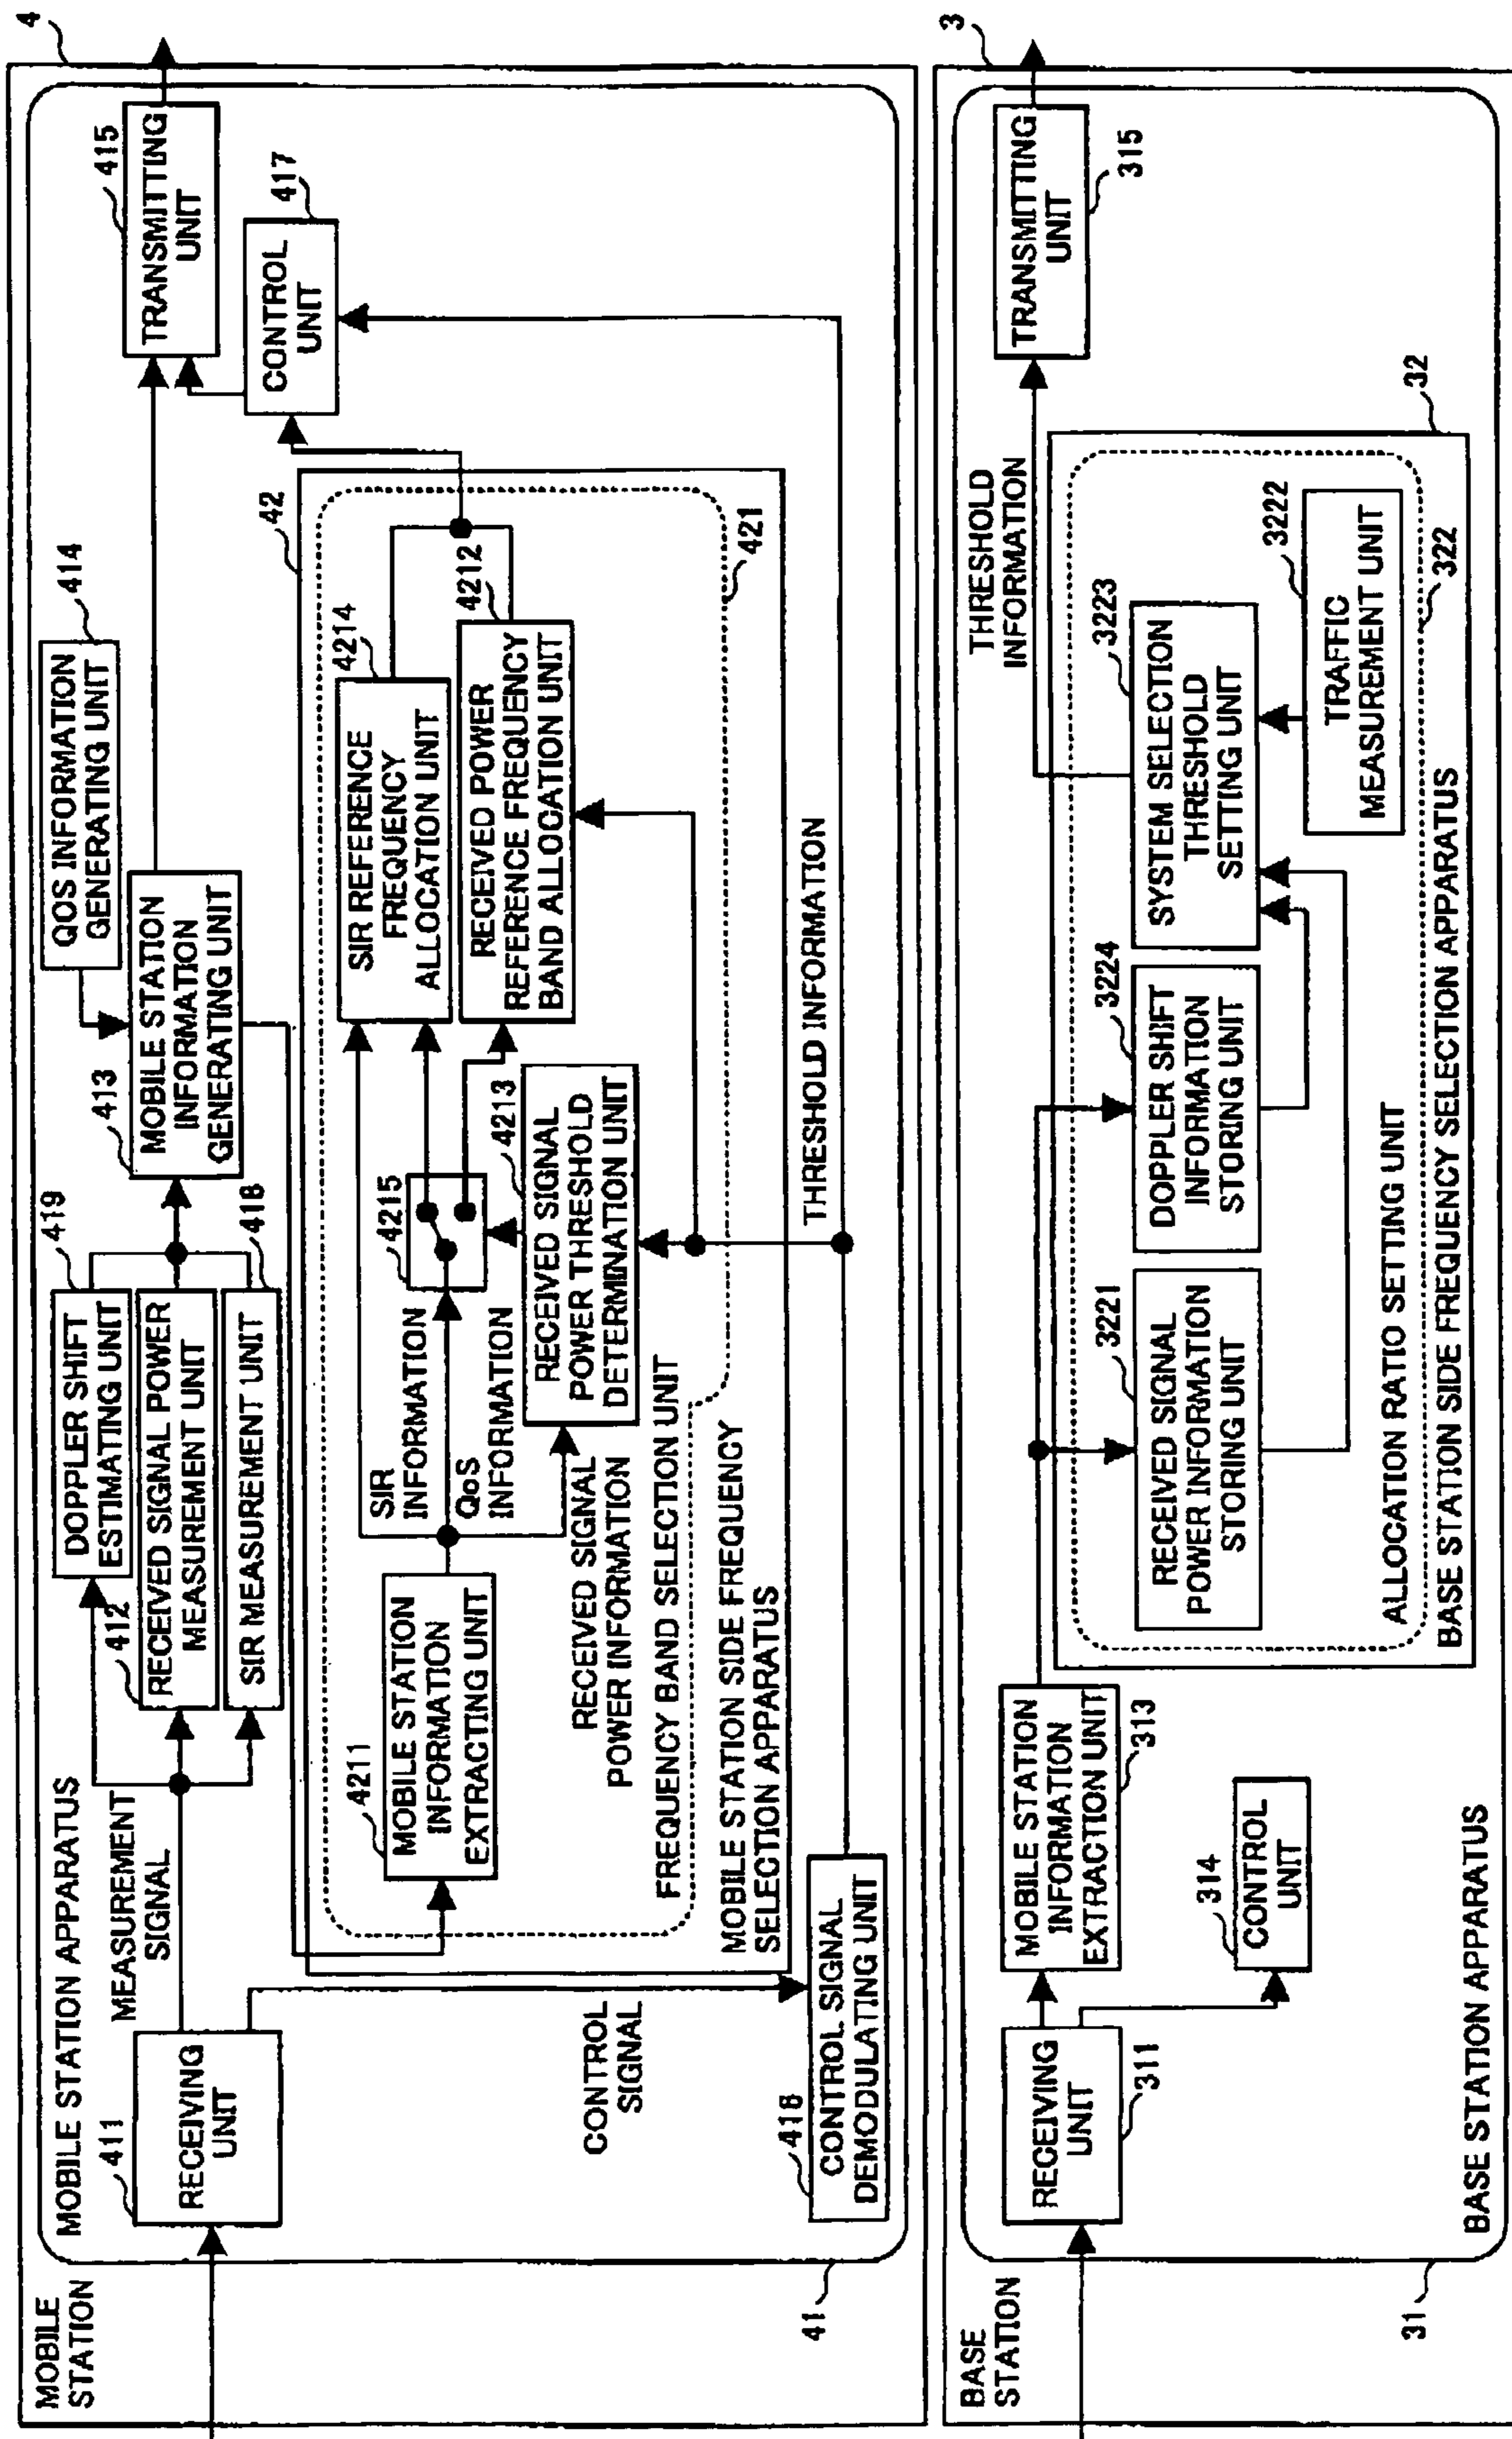 MOBILE
STATION
4
MOBILE STATION APPARATUS
41
411
RECEIVING
UNIT
MEASUREMENT
SIGNAL
CONTROL
SIGNAL
419
DOPPLER SHIFT
ESTIMATING UNIT
412
RECEIVED SIGNAL POWER
MEASUREMENT UNIT
418
SIR MEASUREMENT UNIT
413
MOBILE STATION
INFORMATION
GENERATING UNIT
414
QOS INFORMATION
GENERATING UNIT
415
TRANSMITTING
UNIT
417
CONTROL
UNIT
42
4211
MOBILE STATION
INFORMATION
EXTRACTING UNIT
SIR
INFORMATION
QoS
INFORMATION
RECEIVED SIGNAL
POWER INFORMATION
4215
4213
RECEIVED SIGNAL
POWER THRESHOLD
DETERMINATION UNIT
4214
SIR REFERENCE
FREQUENCY
ALLOCATION UNIT
4212
RECEIVED POWER
REFERENCE FREQUENCY
BAND ALLOCATION UNIT
421
FREQUENCY BAND SELECTION UNIT
MOBILE STATION SIDE FREQUENCY
SELECTION APPARATUS
THRESHOLD INFORMATION
416
CONTROL SIGNAL
DEMODULATING UNIT
BASE
STATION
3
31
311
RECEIVING
UNIT
313
MOBILE STATION
INFORMATION
EXTRACTION UNIT
314
CONTROL
UNIT
3221
RECEIVED SIGNAL
POWER INFORMATION
STORING UNIT
3224
DOPPLER SHIFT
INFORMATION
STORING UNIT
3223
SYSTEM SELECTION
THRESHOLD
SETTING UNIT
3222
TRAFFIC
MEASUREMENT UNIT
THRESHOLD
INFORMATION
32
322
315
TRANSMITTING
UNIT
ALLOCATION RATIO SETTING UNIT
BASE STATION SIDE FREQUENCY SELECTION APPARATUS
BASE STATION APPARATUS